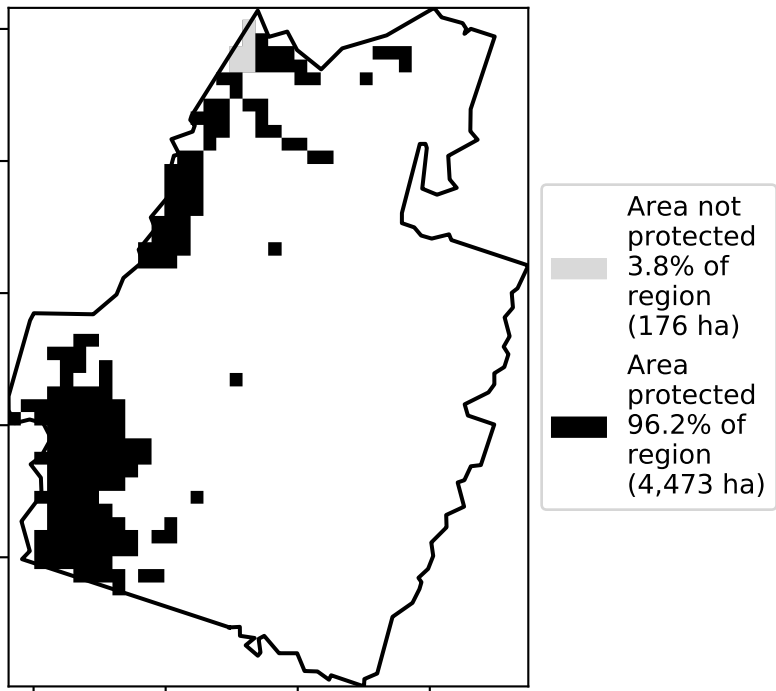 Area not
protected
3.8% of
region
(176 ha)
Area
protected
96.2% of
region
(4,473 ha)